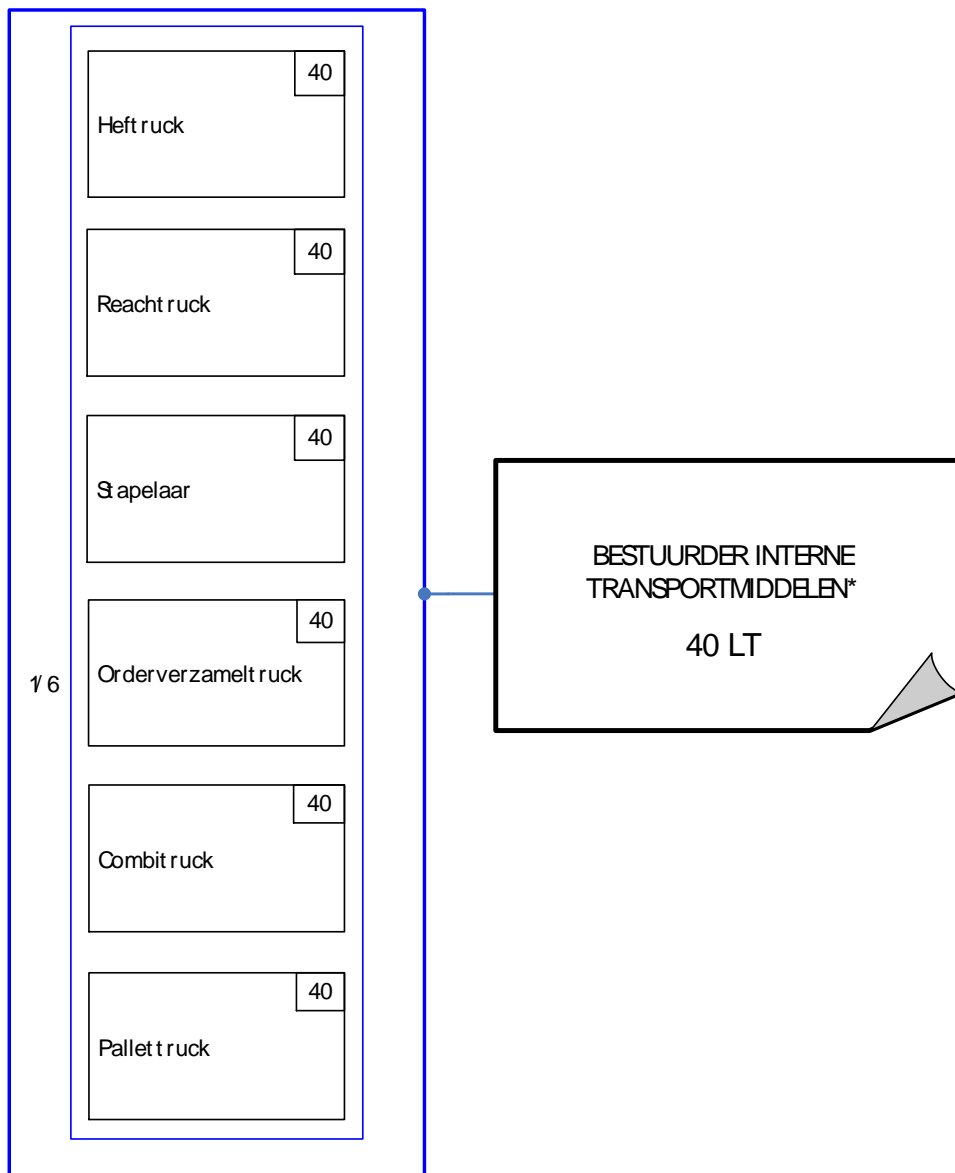 40
Heftruck
40
Reachtruck
40
Stapelaar
40
Orderverzameltruck
1/6
40
Combitruck
40
Pallettruck
BESTUURDER INTERNE
TRANSPORTMIDDELEN*
40 LT